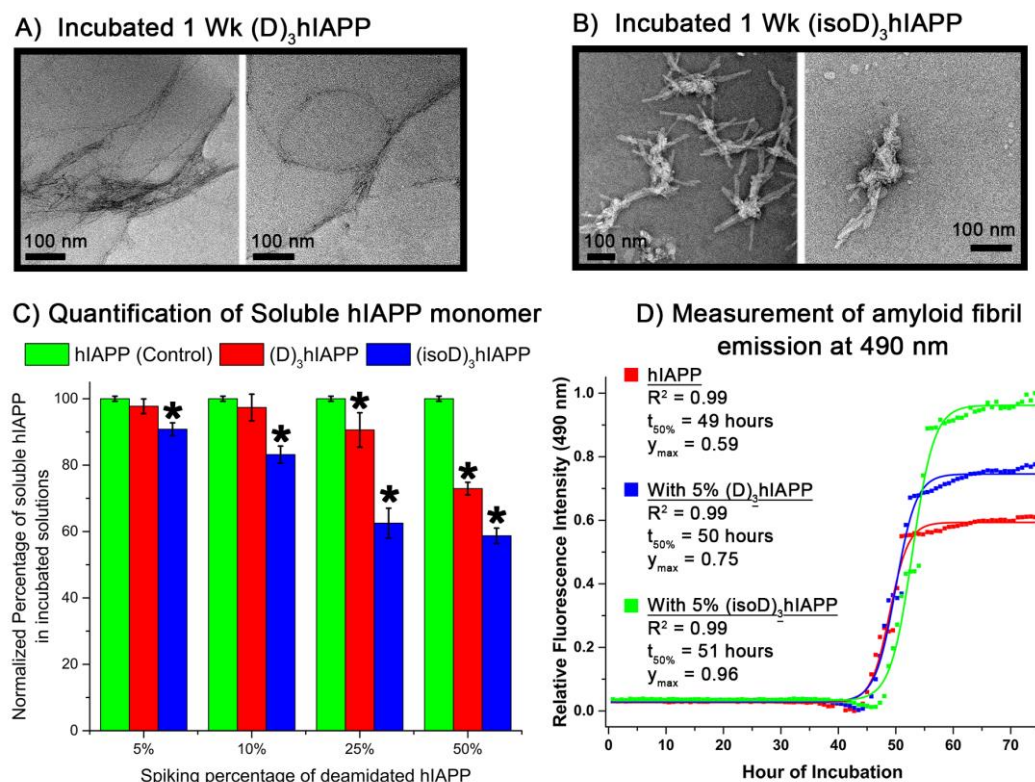 A) Incubated 1 Wk (D)₃hIAPP
100 nm
100 nm
B) Incubated 1 Wk (isoD)₃hIAPP
100 nm
100 nm
C) Quantification of Soluble hIAPP monomer
hIAPP (Control)
(D)₃hIAPP
(isoD)₃hIAPP
Normalized Percentage of soluble hIAPP
in incubated solutions
100
80
60
40
20
0
*
*
*
*
*
*
5%
10%
25%
50%
Spiking percentage of deamidated hIAPP
D) Measurement of amyloid fibril
emission at 490 nm
hIAPP
R² = 0.99
t₅₀% = 49 hours
yₘₐₓ = 0.59
With 5% (D)₃hIAPP
R² = 0.99
t₅₀% = 50 hours
yₘₐₓ = 0.75
With 5% (isoD)₃hIAPP
R² = 0.99
t₅₀% = 51 hours
yₘₐₓ = 0.96
Relative Fluorescence Intensity (490 nm)
1.0
0.8
0.6
0.4
0.2
0.0
0
10
20
30
40
50
60
70
Hour of Incubation